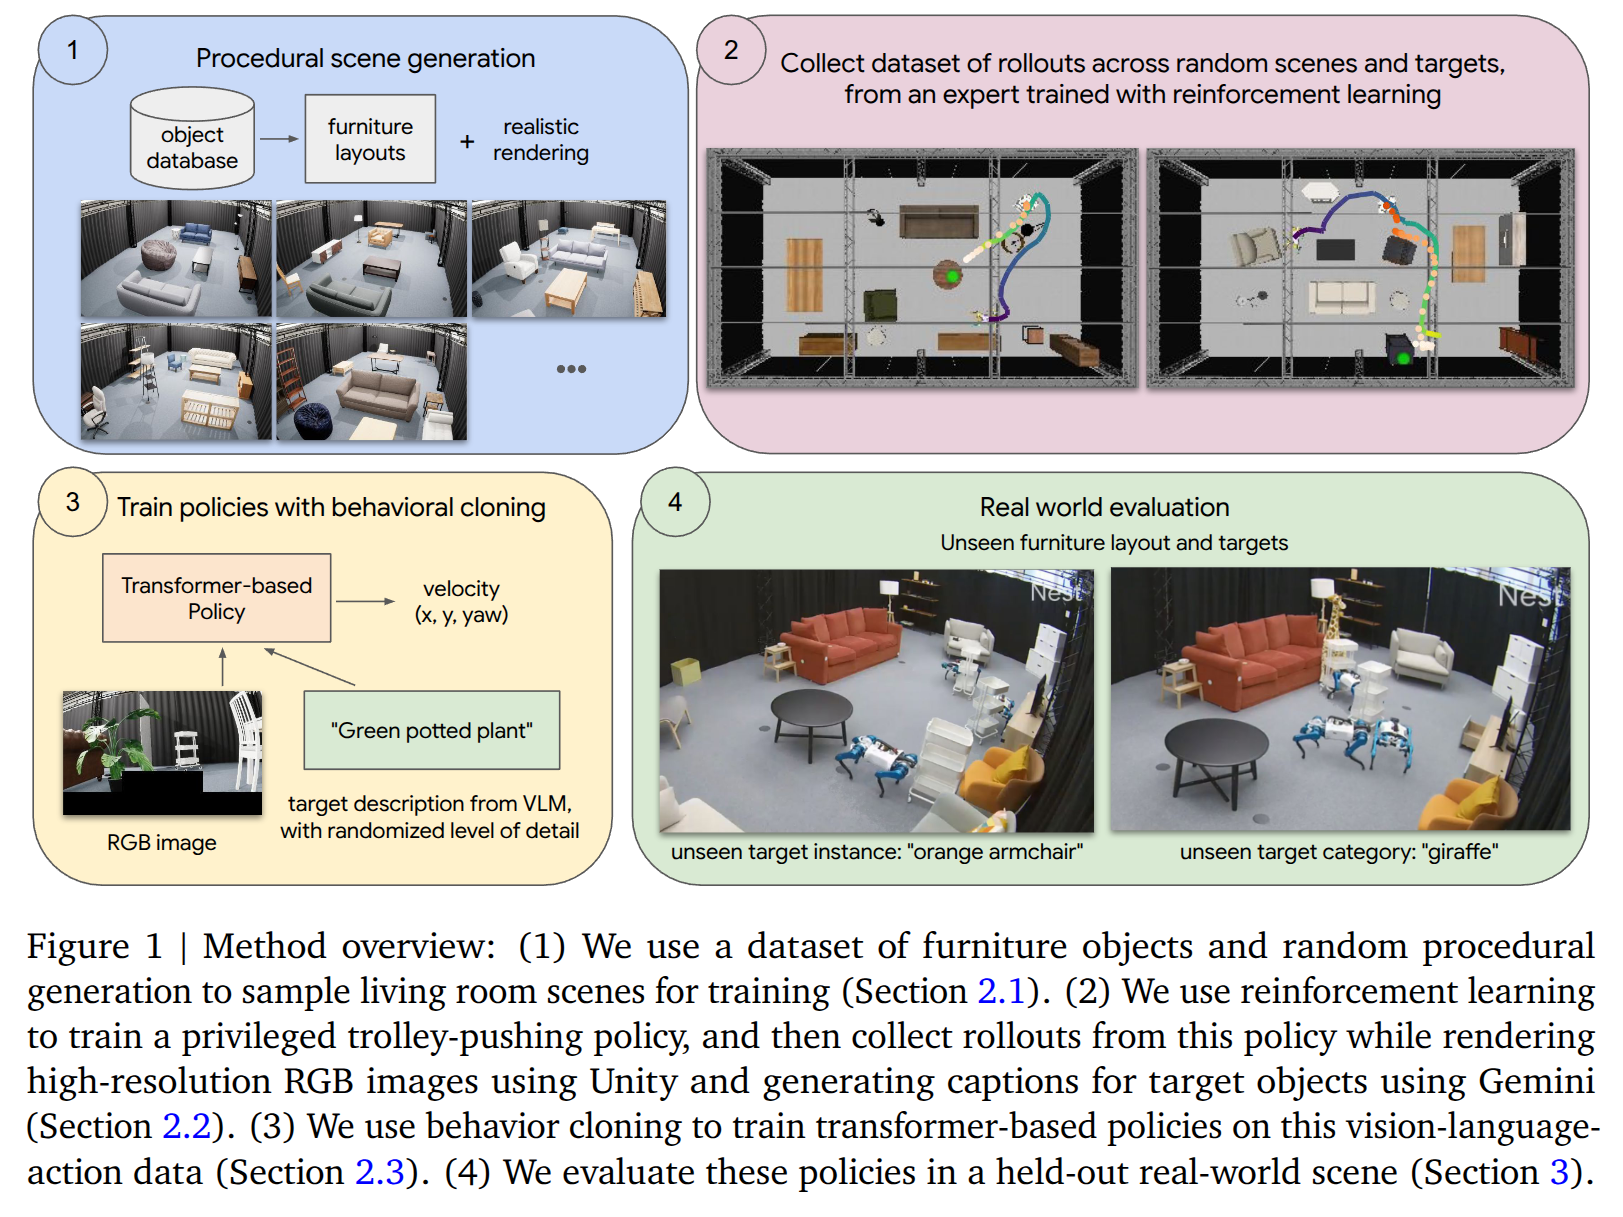 1
Procedural scene generation
object
database
furniture
layouts
+
realistic
rendering
2
Collect dataset of rollouts across random scenes and targets,
from an expert trained with reinforcement learning
3
Train policies with behavioral cloning
Transformer-based
Policy
velocity
(x, y, yaw)
"Green potted plant"
RGB image
target description from VLM,
with randomized level of detail
4
Real world evaluation
Unseen furniture layout and targets
Nest
Nest
unseen target instance: "orange armchair"
unseen target category: "giraffe"
Figure 1 | Method overview: (1) We use a dataset of furniture objects and random procedural
generation to sample living room scenes for training (Section 2.1). (2) We use reinforcement learning
to train a privileged trolley-pushing policy, and then collect rollouts from this policy while rendering
high-resolution RGB images using Unity and generating captions for target objects using Gemini
(Section 2.2). (3) We use behavior cloning to train transformer-based policies on this vision-language-
action data (Section 2.3). (4) We evaluate these policies in a held-out real-world scene (Section 3).